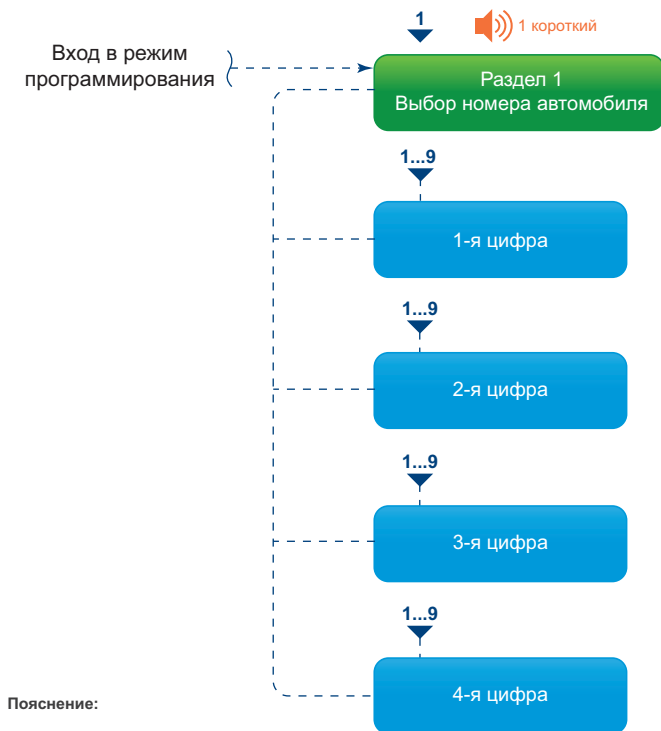 1
1 короткий
Вход в режим
программирования
Раздел 1
Выбор номера автомобиля
1...9
1-я цифра
1...9
2-я цифра
1...9
3-я цифра
1...9
4-я цифра
Пояснение: